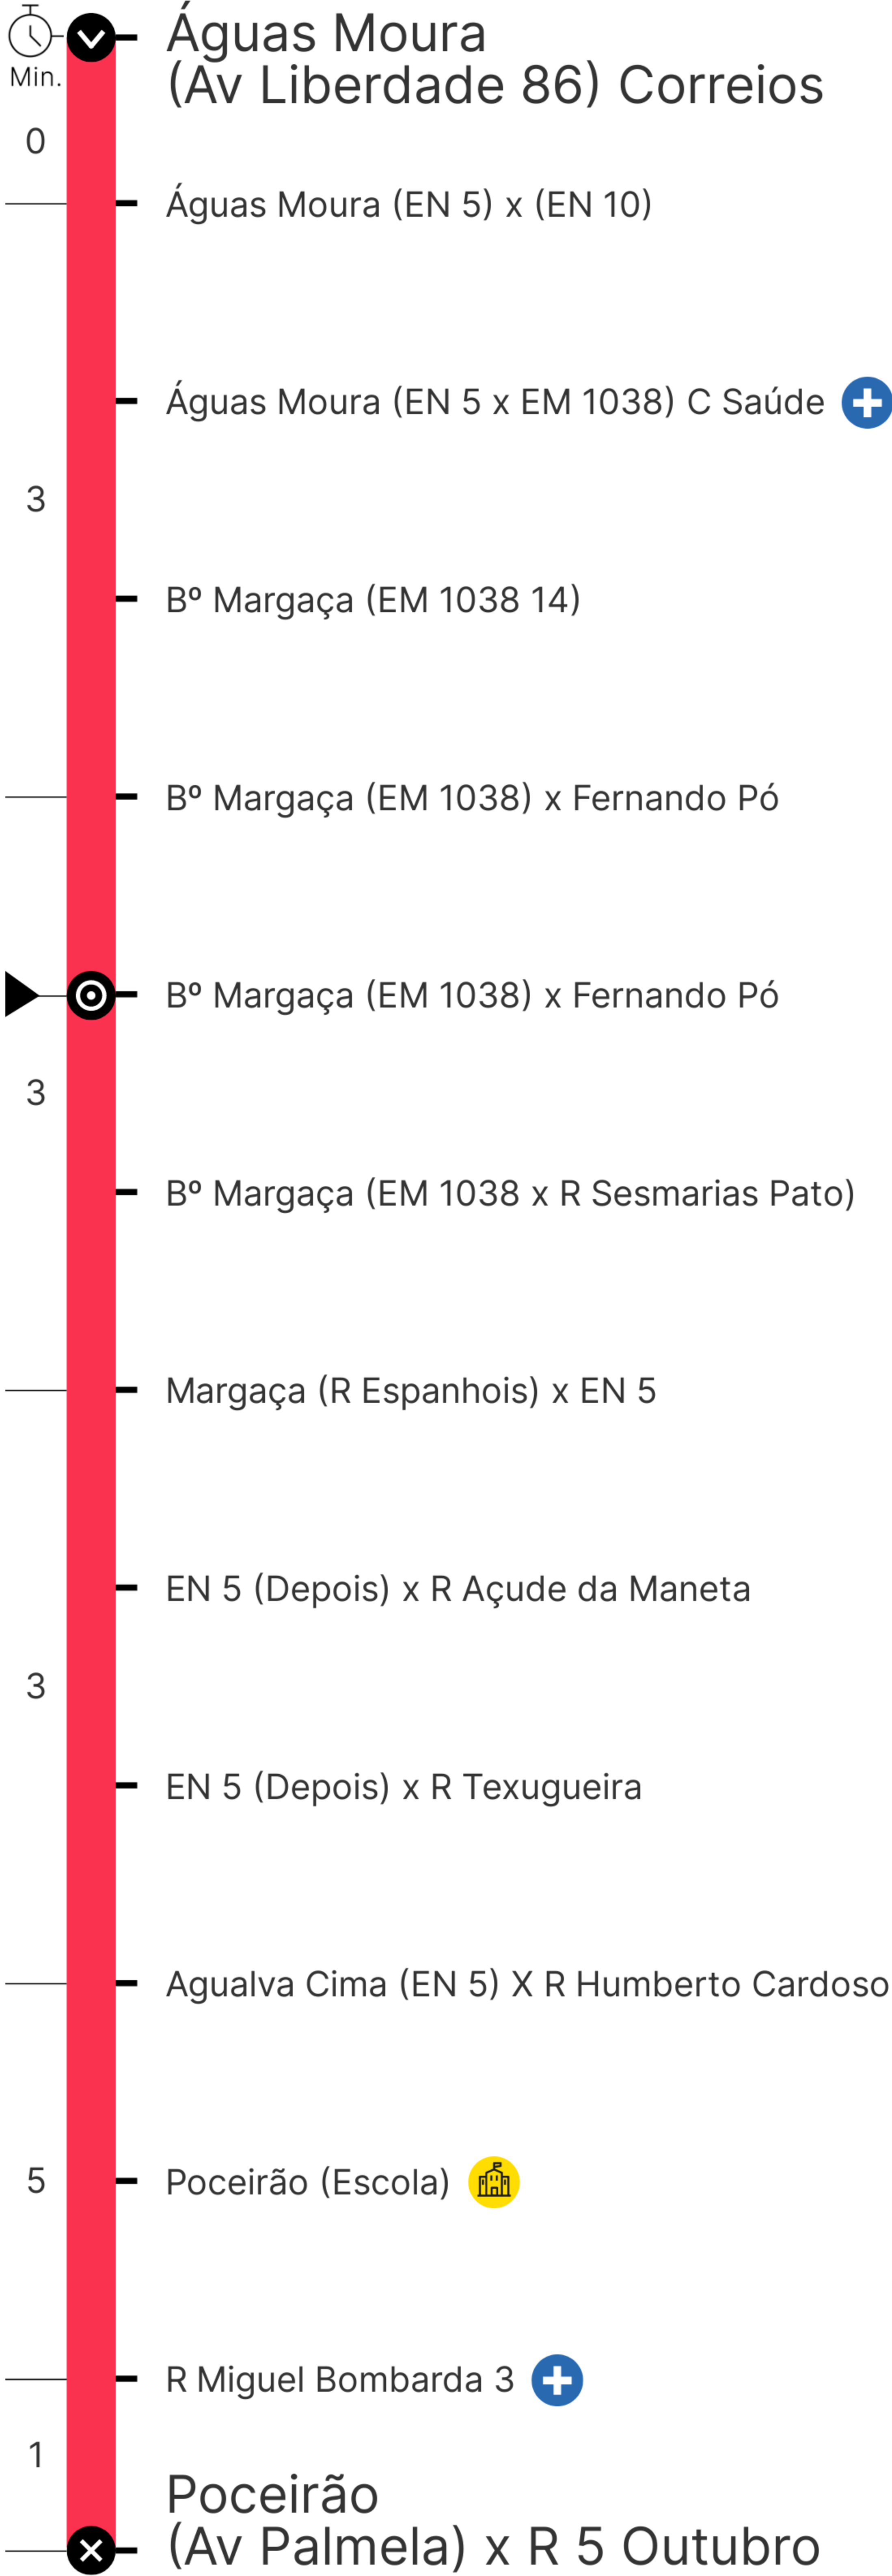 Águas Moura
(Av Liberdade 86) Correios
Min.
0
Águas Moura (EN 5) x (EN 10)
Águas Moura (EN 5 x EM 1038) C Saúde
3
Bº Margaça (EM 1038 14)
Bº Margaça (EM 1038) x Fernando Pó
Bº Margaça (EM 1038) x Fernando Pó
3
Bº Margaça (EM 1038 x R Sesmarias Pato)
Margaça (R Espanhois) x EN 5
EN 5 (Depois) x R Açude da Maneta
3
EN 5 (Depois) x R Texugueira
Agualva Cima (EN 5) X R Humberto Cardoso
5
Poceirão (Escola)
R Miguel Bombarda 3
1
Poceirão
(Av Palmela) x R 5 Outubro